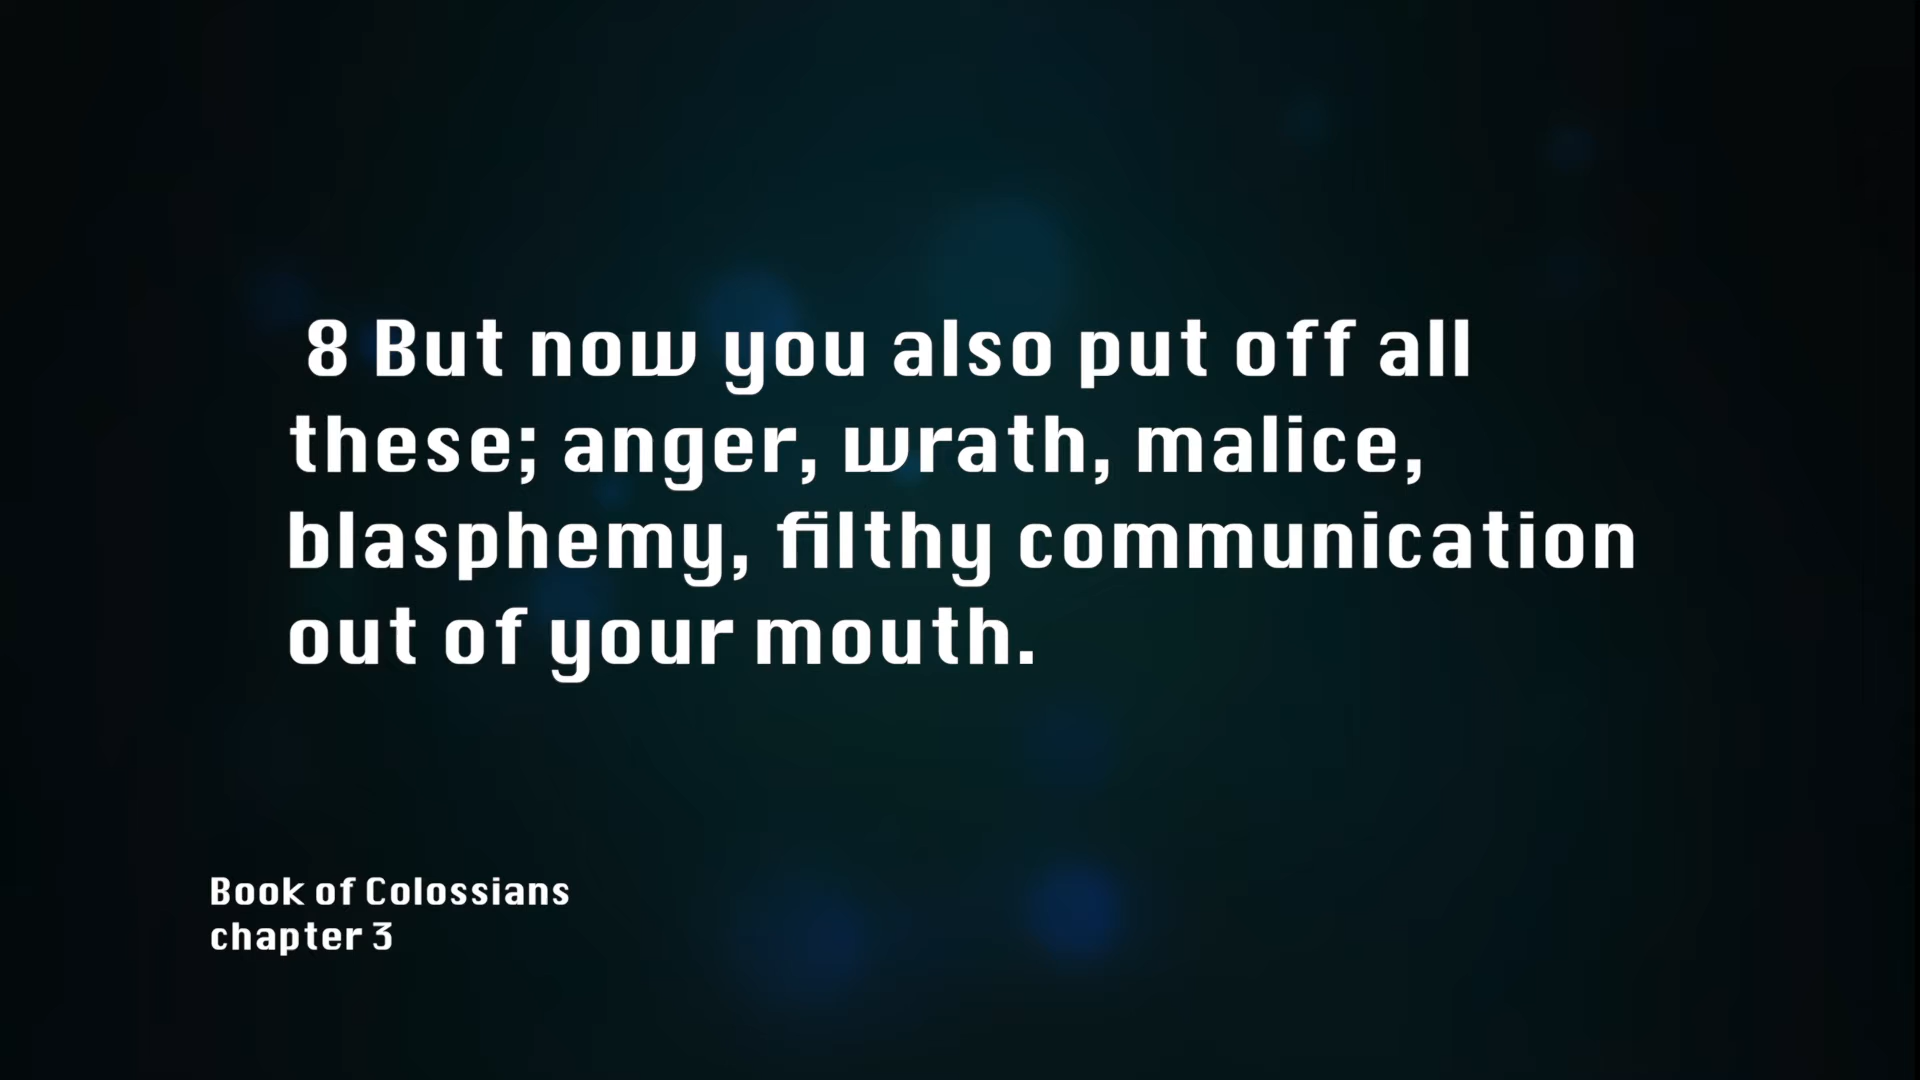 8 But now you also put off all
these; anger, wrath, malice,
blasphemy, filthy communication
out of your mouth.
Book of Colossians
chapter 3